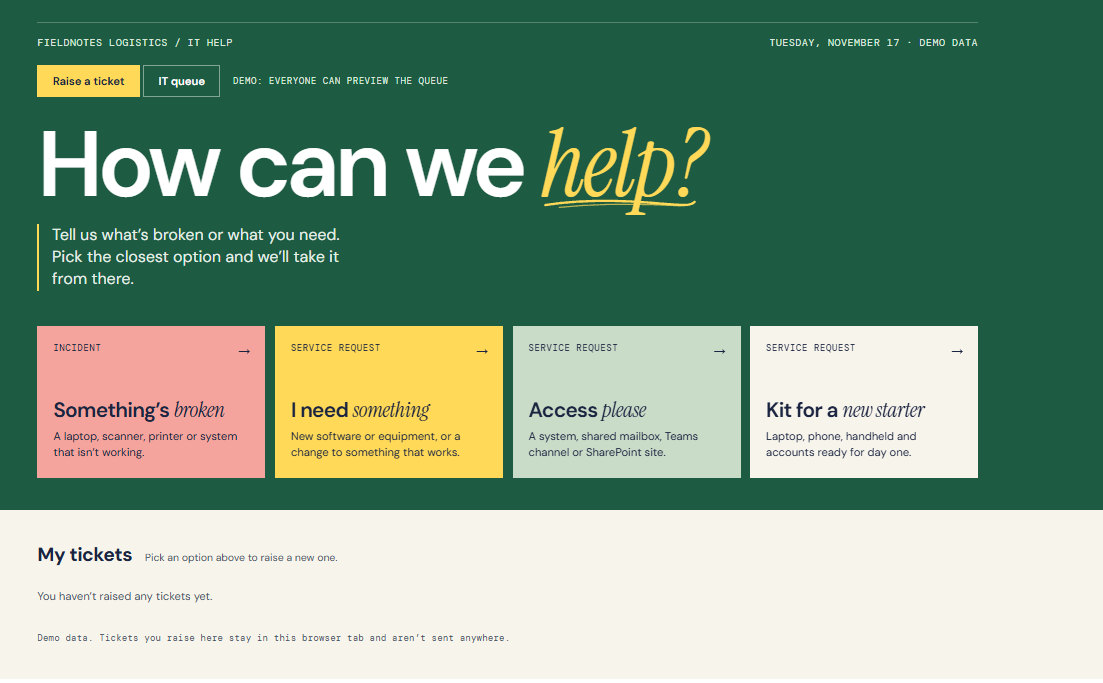 FIELDNOTES LOGISTICS / IT HELP
TUESDAY, NOVEMBER 17 · DEMO DATA
Raise a ticket
IT queue
DEMO: EVERYONE CAN PREVIEW THE QUEUE
How can we help?
Tell us what’s broken or what you need.
Pick the closest option and we’ll take it
from there.
INCIDENT →
Something’s broken
A laptop, scanner, printer or system
that isn’t working.
SERVICE REQUEST →
I need something
New software or equipment, or a
change to something that works.
SERVICE REQUEST →
Access please
A system, shared mailbox, Teams
channel or SharePoint site.
SERVICE REQUEST →
Kit for a new starter
Laptop, phone, handheld and
accounts ready for day one.
My tickets
Pick an option above to raise a new one.
You haven’t raised any tickets yet.
Demo data. Tickets you raise here stay in this browser tab and aren’t sent anywhere.